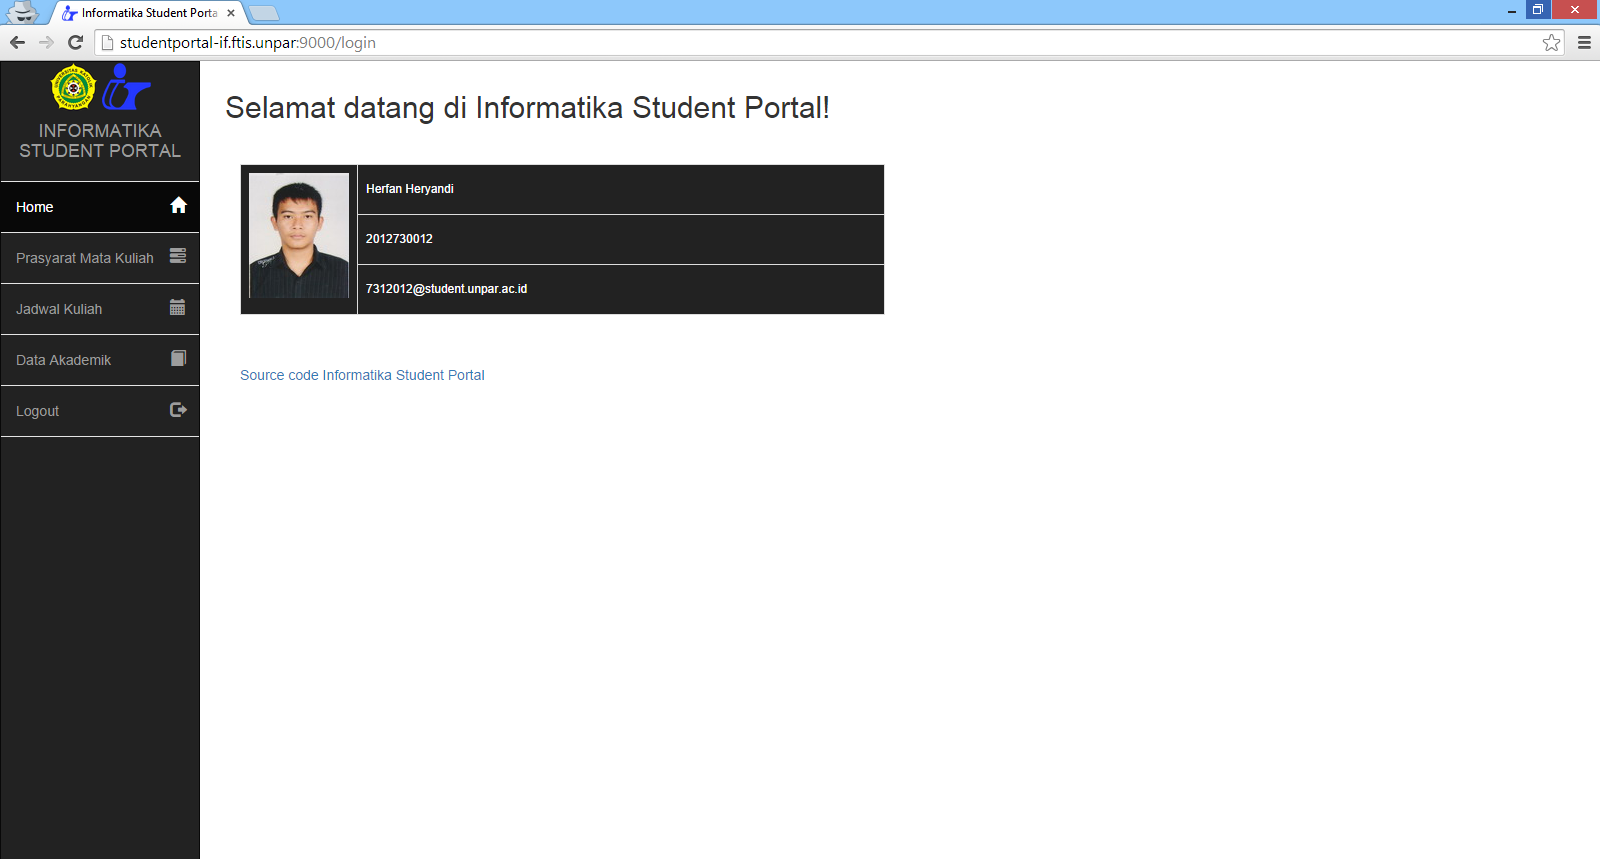 Informatika Student Porta
studentportal-if.ftis.unpar:9000/login
INFORMATIKA
STUDENT PORTAL
Home
Prasyarat Mata Kuliah
Jadwal Kuliah
Data Akademik
Logout
Selamat datang di Informatika Student Portal!
Herfan Heryandi
2012730012
7312012@student.unpar.ac.id
Source code Informatika Student Portal